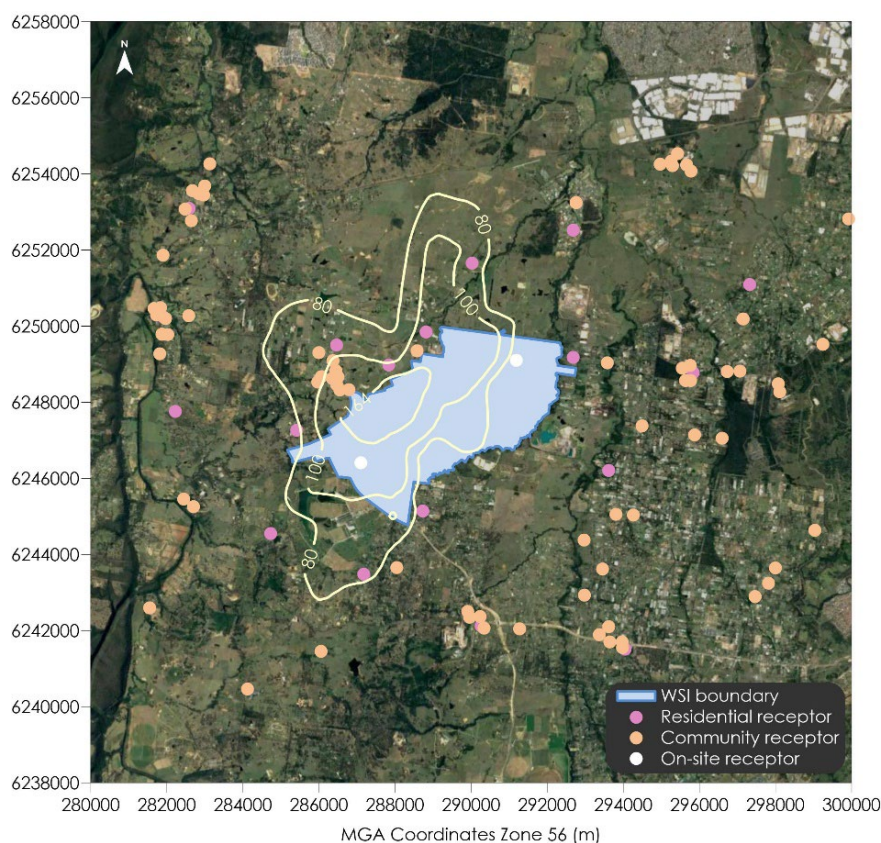 6258000
6256000
6254000
6252000
6250000
6248000
6246000
6244000
6242000
6240000
6238000
N
80
100
80
164
100
80
WSI boundary
Residential receptor
Community receptor
On-site receptor
280000 282000 284000 286000 288000 290000 292000 294000 296000 298000 300000
MGA Coordinates Zone 56 (m)